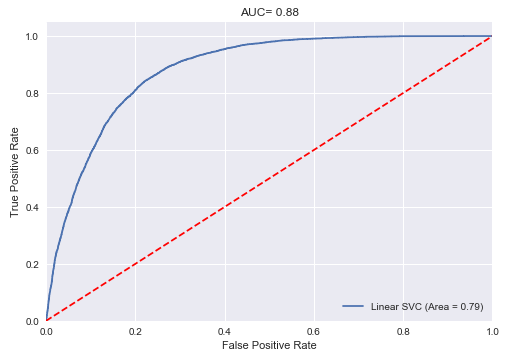 AUC= 0.88
True Positive Rate
1.0
0.8
0.6
0.4
0.2
0.0
Linear SVC (Area = 0.79)
0.0 0.2 0.4 0.6 0.8 1.0
False Positive Rate